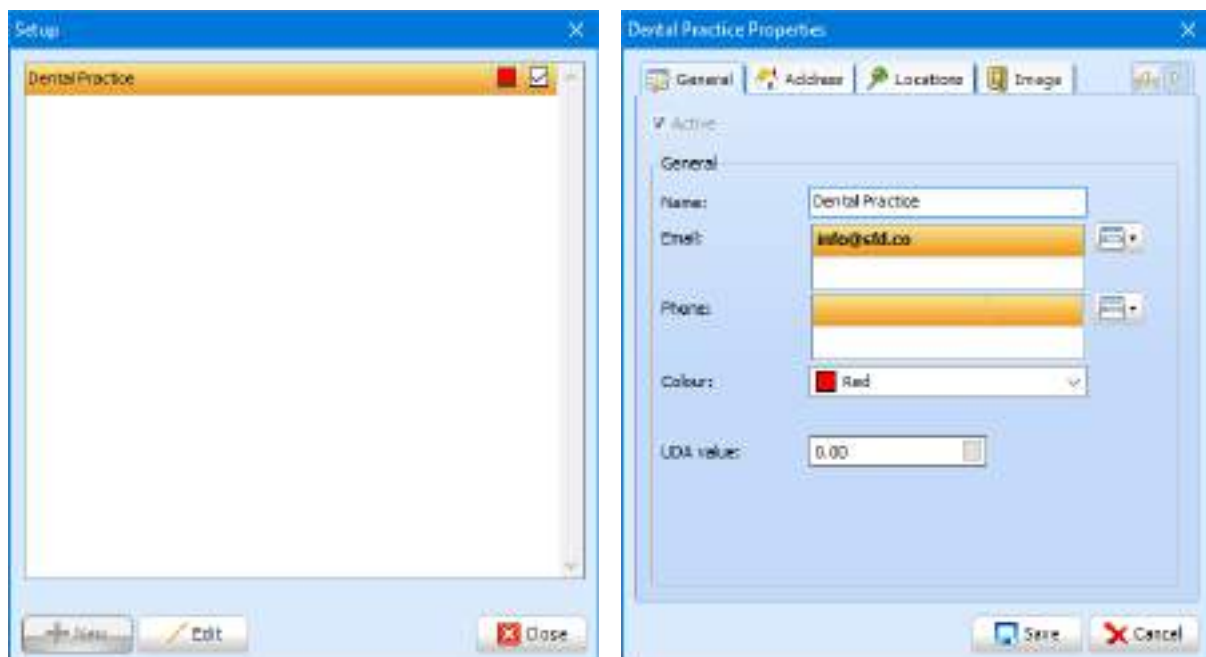 Setup
Dental Practice
New
Edit
Close
Dental Practice Properties
General
Address
Locations
Image
Active
General
Name:
Dental Practice
Email:
info@sfd.co
Phone:
Colour:
Red
UDA value:
0.00
Save
Cancel